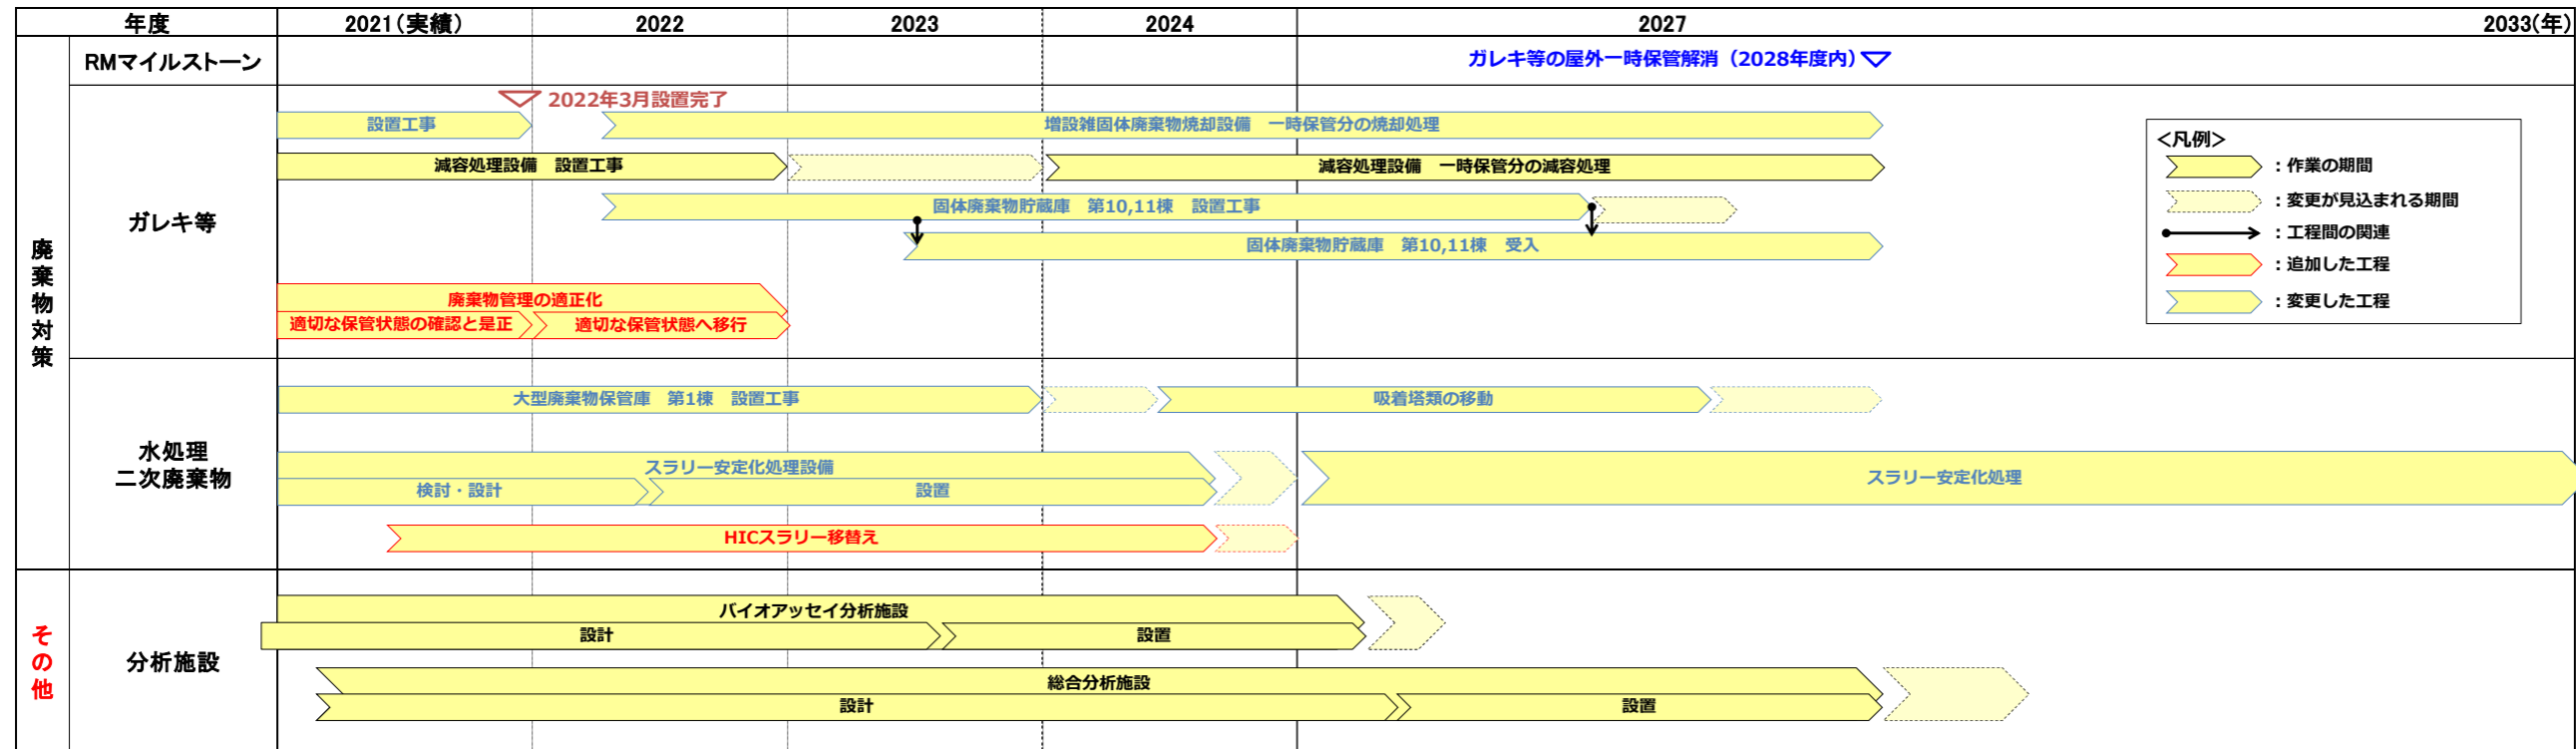 年度
2021(実績)
2022
2023
2024
2027
2033(年)
廃棄物対策
RMマイルストーン
ガレキ等の屋外一時保管解消（2028年度内）
ガレキ等
2022年3月設置完了
設置工事
増設雑固体廃棄物焼却設備　一時保管分の焼却処理
減容処理設備　設置工事
減容処理設備　一時保管分の減容処理
固体廃棄物貯蔵庫　第10,11棟　設置工事
固体廃棄物貯蔵庫　第10,11棟　受入
廃棄物管理の適正化
適切な保管状態の確認と是正
適切な保管状態へ移行
<凡例>
：作業の期間
：変更が見込まれる期間
：工程間の関連
：追加した工程
：変更した工程
水処理
二次廃棄物
大型廃棄物保管庫　第1棟　設置工事
吸着塔類の移動
スラリー安定化処理設備
検討・設計
設置
スラリー安定化処理
HICスラリー移替え
その他
分析施設
バイオアッセイ分析施設
設計
設置
総合分析施設
設計
設置